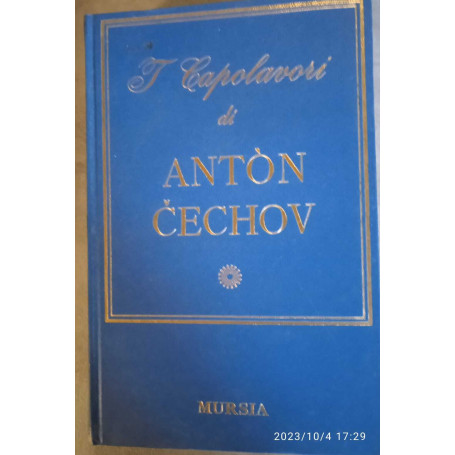 I Capolavori
di
ANTÒN
ČECHOV
MURSIA
2023/10/4 17:29